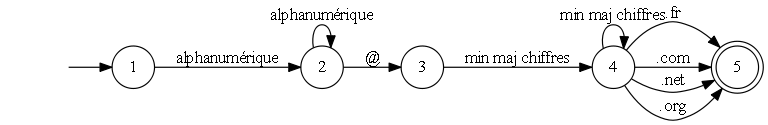 alphanumérique
min maj chiffres
.fr
1
alphanumérique
2
@
3
min maj chiffres
4
.com
5
.net
.org